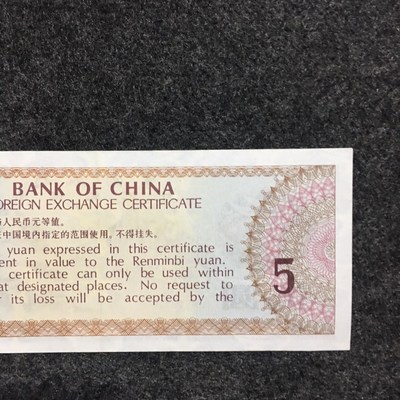 BANK OF CHINA
OREIGN EXCHANGE CERTIFICATE
人民币元等值。
中国境内指定的范围使用。不得挂失。
yuan expressed in this certificate is
ent in value to the Renminbi yuan.
certificate can only be used within
at designated places. No request to
r its loss will be accepted by the
5